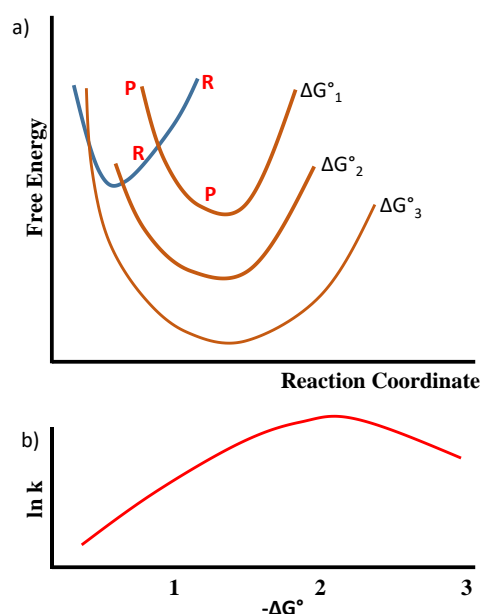 a)
P
R
R
P
ΔG°₁
ΔG°₂
ΔG°₃
Free Energy
Reaction Coordinate
b)
ln k
1
2
3
-ΔG°